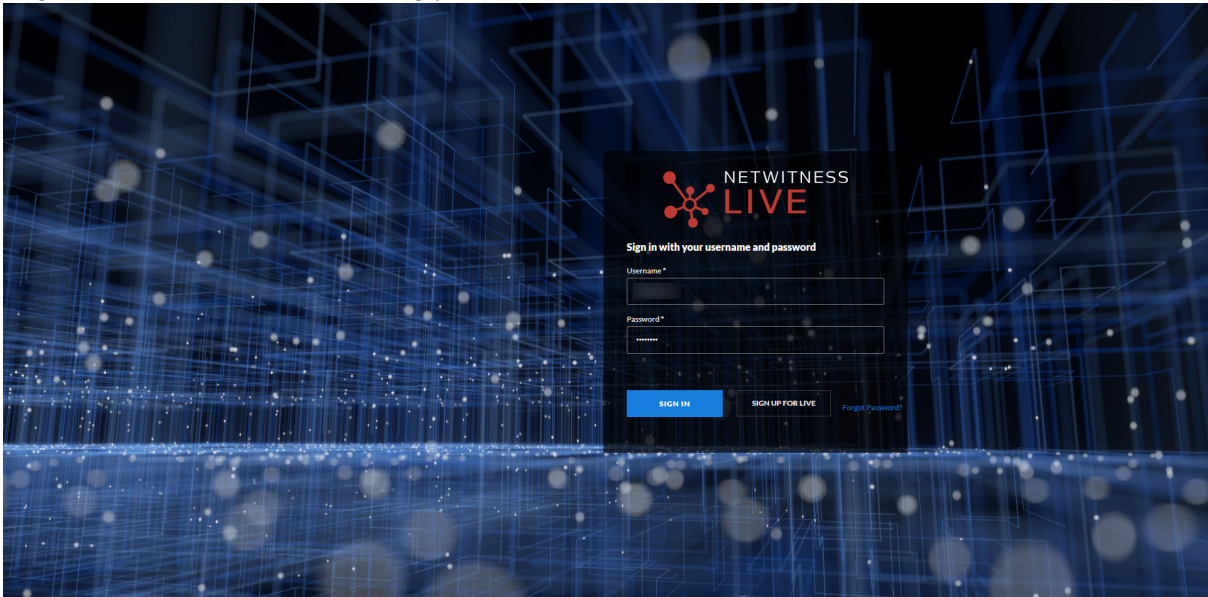 NETWITNESS
LIVE
Sign in with your username and password
Username *
Password *
••••••••
SIGN IN
SIGN UP FOR LIVE
Forgot Password?